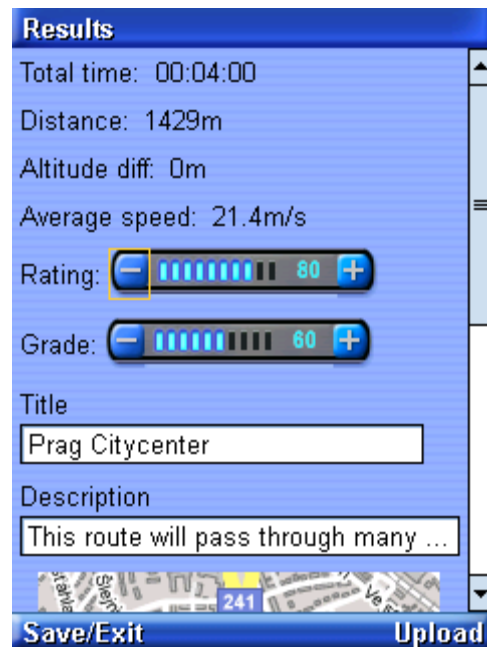 Results
Total time: 00:04:00
Distance: 1429m
Altitude diff: 0m
Average speed: 21.4m/s
Rating: − 80 +
Grade: − 60 +
Title
Prag Citycenter
Description
This route will pass through many ...
241
Save/Exit Upload